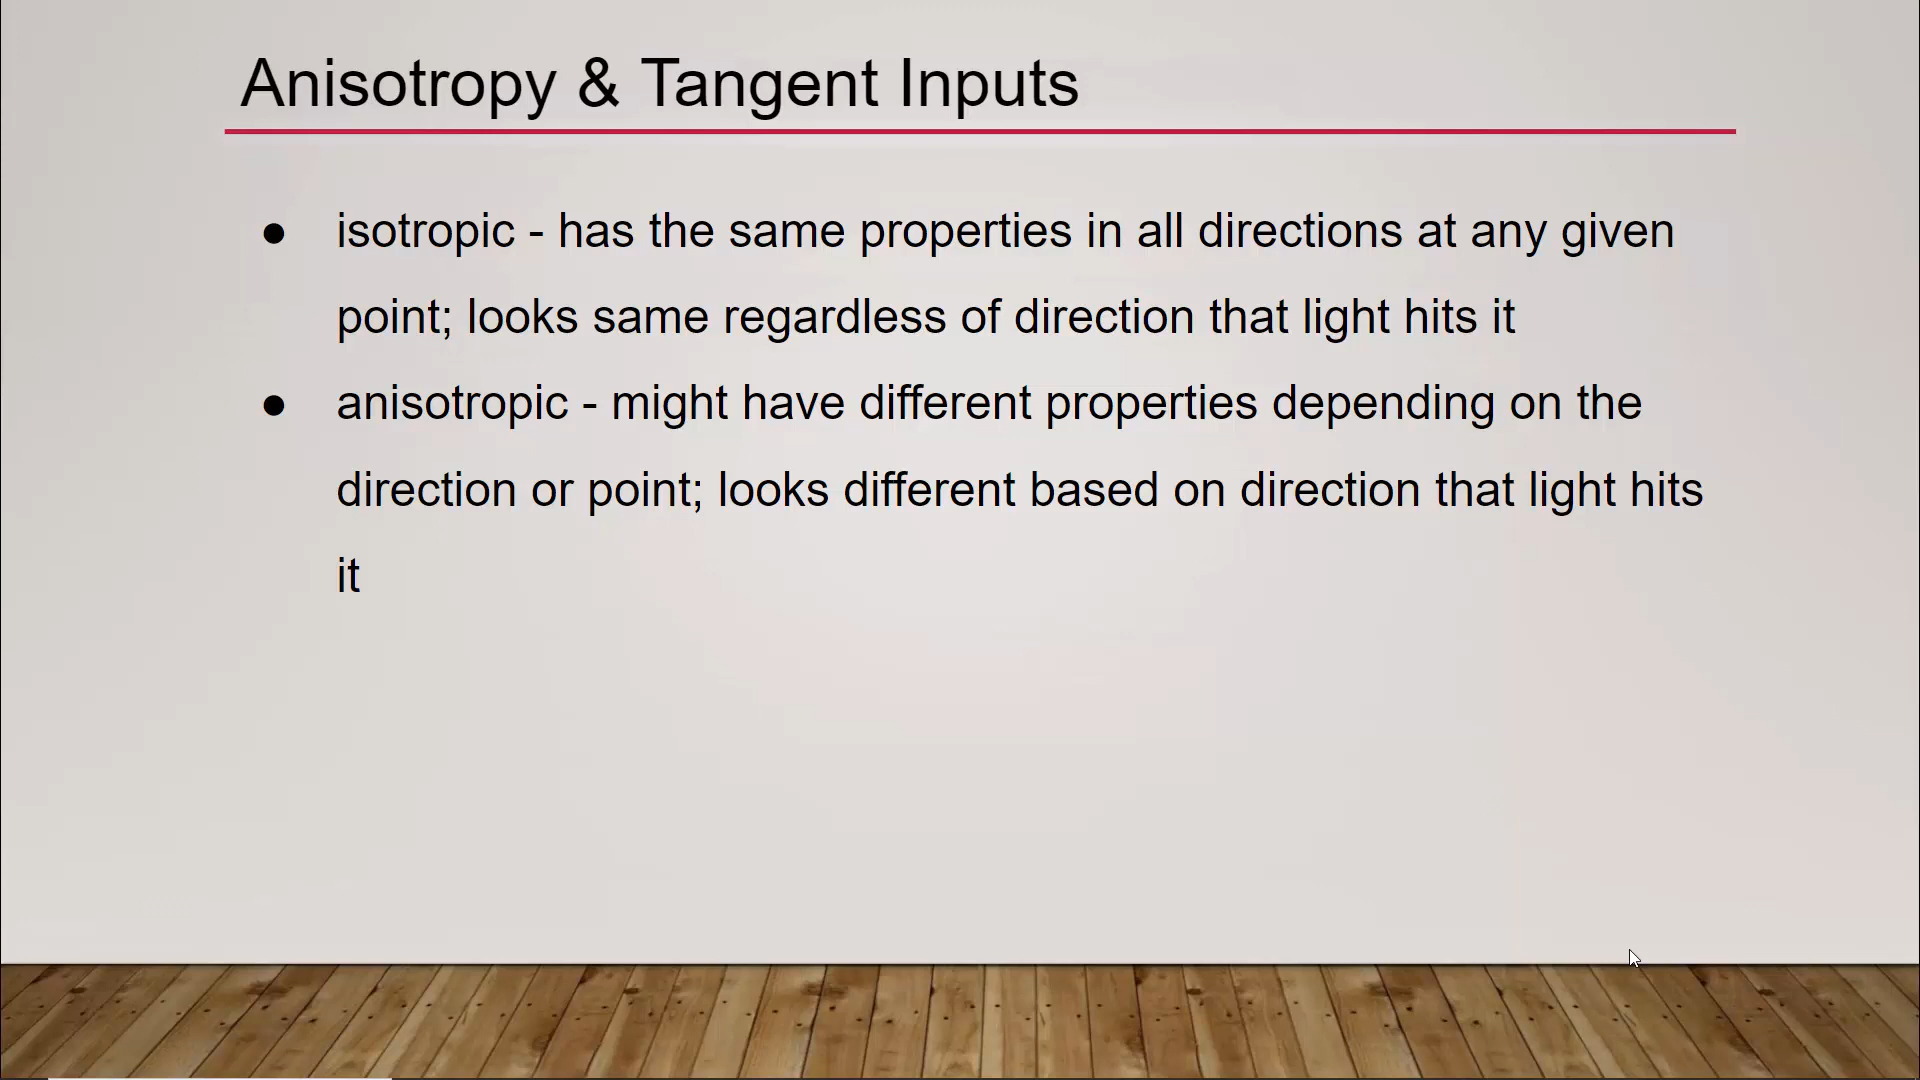 Anisotropy & Tangent Inputs
● isotropic - has the same properties in all directions at any given
point; looks same regardless of direction that light hits it
● anisotropic - might have different properties depending on the
direction or point; looks different based on direction that light hits
it